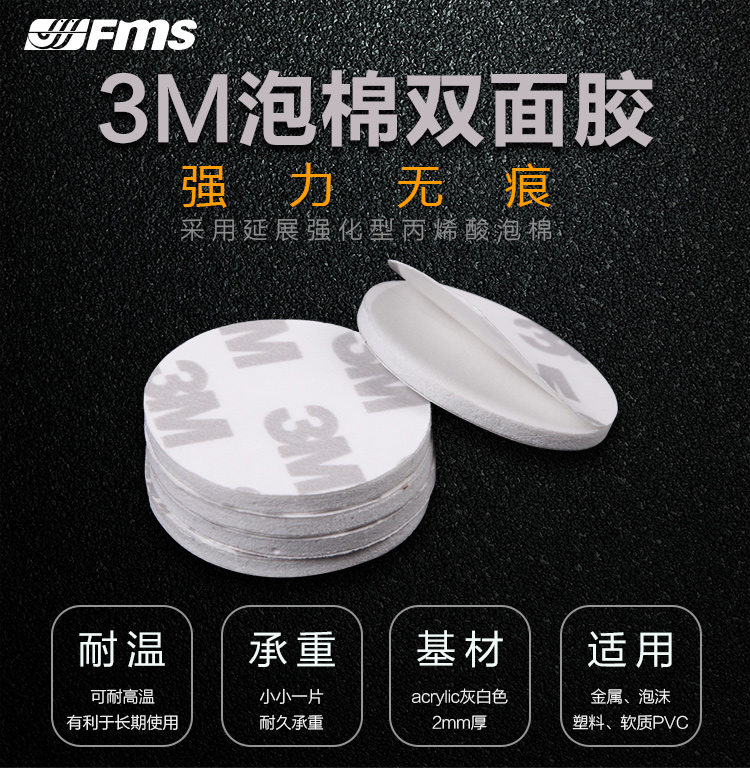 FMS
3M泡棉双面胶
强力无痕
采用延展强化型丙烯酸泡棉
3M
3M
3M
3M
3M
耐温
可耐高温
有利于长期使用
承重
小小一片
耐久承重
基材
acrylic灰白色
2mm厚
适用
金属、泡沫
塑料、软质PVC